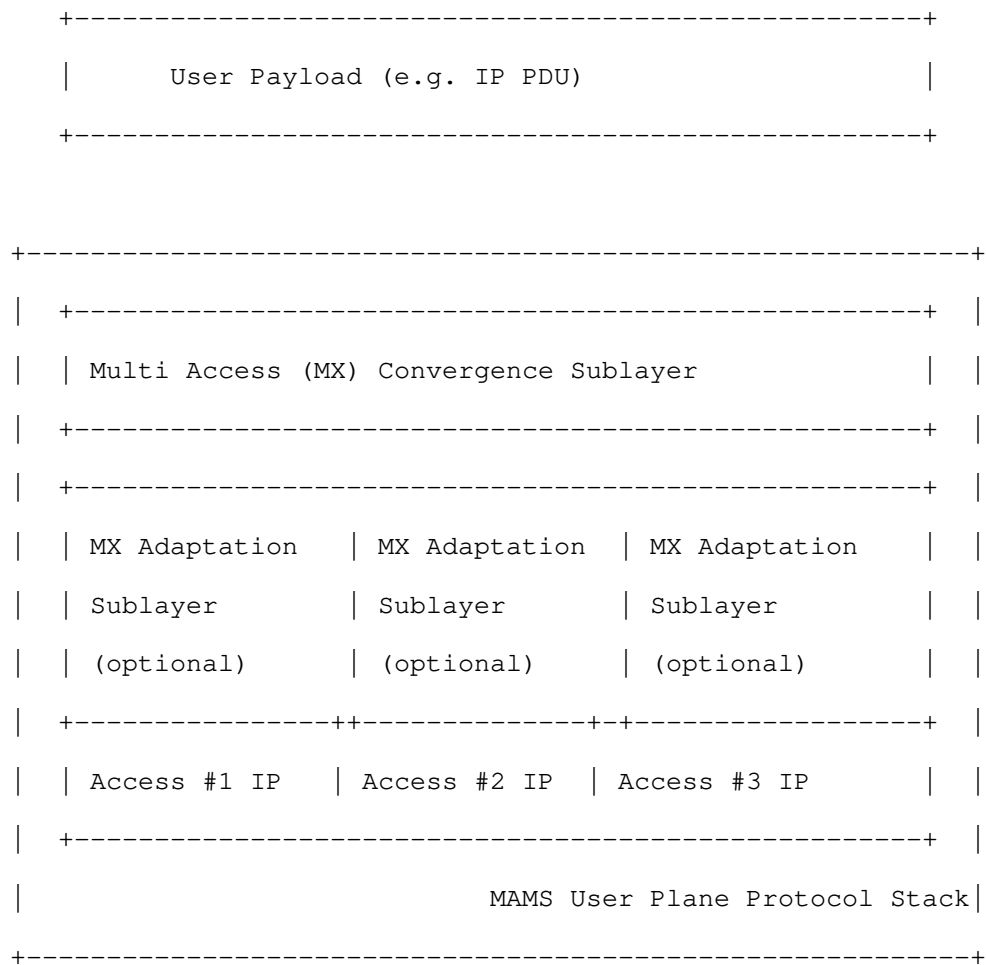 +-----------------------------------------------------+
|      User Payload (e.g. IP PDU)                     |
+-----------------------------------------------------+
+-----------------------------------------------------------+
|  +-----------------------------------------------------+  |
|  | Multi Access (MX) Convergence Sublayer              |  |
|  +-----------------------------------------------------+  |
|  +-----------------------------------------------------+  |
|  | MX Adaptation   | MX Adaptation  | MX Adaptation    |  |
|  | Sublayer        | Sublayer       | Sublayer         |  |
|  | (optional)      | (optional)     | (optional)       |  |
|  +----------------++--------------+-+------------------+  |
|  | Access #1 IP   | Access #2 IP  | Access #3 IP       |  |
|  +-----------------------------------------------------+  |
|                             MAMS User Plane Protocol Stack|
+-----------------------------------------------------------+